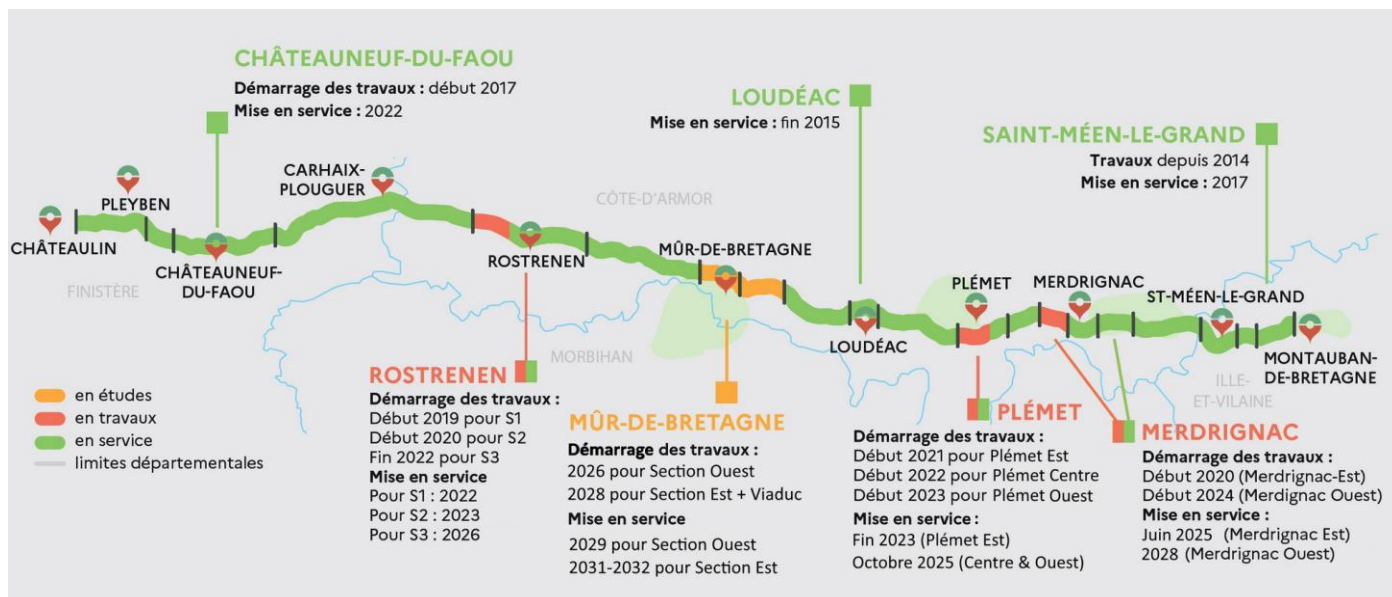 CHÂTEAUNEUF-DU-FAOU
Démarrage des travaux : début 2017
Mise en service : 2022
LOUDÉAC
Mise en service : fin 2015
SAINT-MÉEN-LE-GRAND
Travaux depuis 2014
Mise en service : 2017
CHÂTEAULIN
PLEYBEN
CHÂTEAUNEUF-
DU-FAOU
CARHAIX-
PLOUGUER
ROSTRENEN
MÛR-DE-BRETAGNE
LOUDÉAC
PLÉMET
MERDRIGNAC
ST-MÉEN-LE-GRAND
MONTAUBAN-
DE-BRETAGNE
FINISTÈRE
CÔTE-D'ARMOR
MORBIHAN
ILLE-
ET-VILAINE
en études
en travaux
en service
limites départementales
ROSTRENEN
Démarrage des travaux :
Début 2019 pour S1
Début 2020 pour S2
Fin 2022 pour S3
Mise en service
Pour S1 : 2022
Pour S2 : 2023
Pour S3 : 2026
MÛR-DE-BRETAGNE
Démarrage des travaux :
2026 pour Section Ouest
2028 pour Section Est + Viaduc
Mise en service
2029 pour Section Ouest
2031-2032 pour Section Est
PLÉMET
Démarrage des travaux :
Début 2021 pour Plémet Est
Début 2022 pour Plémet Centre
Début 2023 pour Plémet Ouest
Mise en service :
Fin 2023 (Plémet Est)
Octobre 2025 (Centre & Ouest)
MERDRIGNAC
Démarrage des travaux :
Début 2020 (Merdrignac-Est)
Début 2024 (Merdignac Ouest)
Mise en service :
Juin 2025 (Merdrignac Est)
2028 (Merdrignac Ouest)